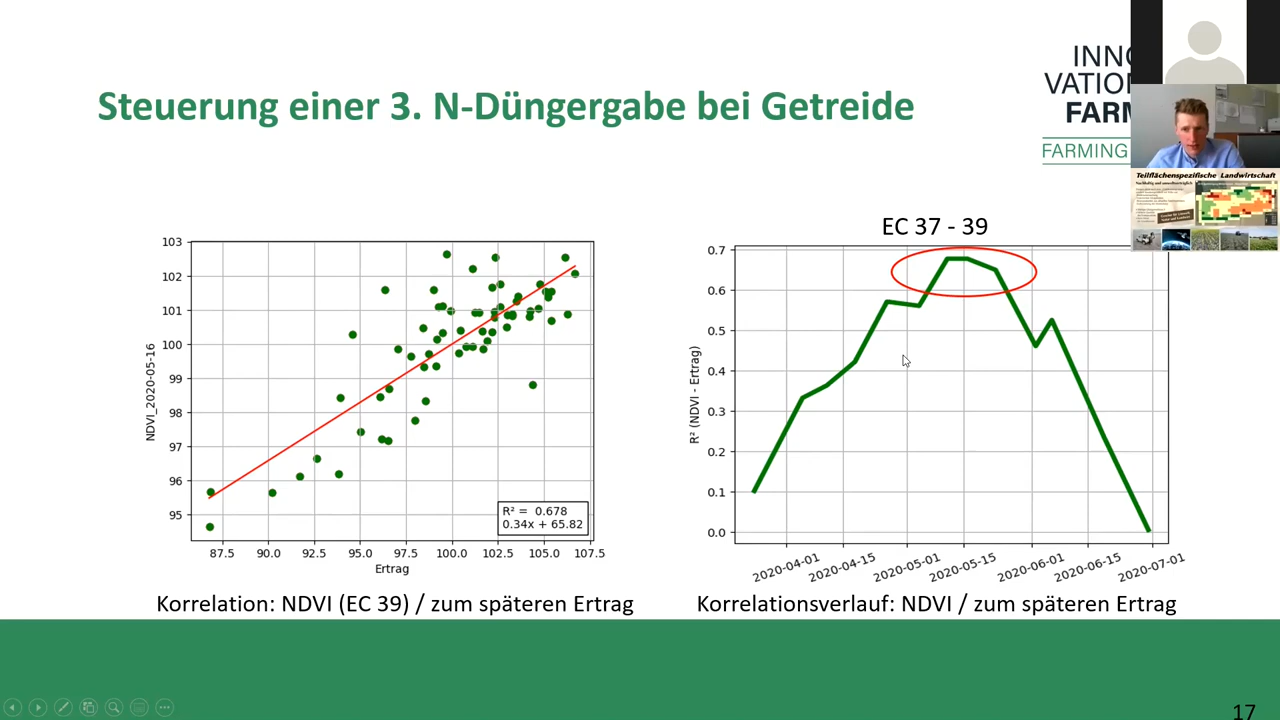 Steuerung einer 3. N-Düngergabe bei Getreide
INNO
VATION
FARM
FARMING
Teilflächenspezifische Landwirtschaft
EC 37 - 39
103
102
101
100
99
98
97
96
95
NDVI_2020-05-16
R² = 0.678
0.34x + 65.82
87.5 90.0 92.5 95.0 97.5 100.0 102.5 105.0 107.5
Ertrag
Korrelation: NDVI (EC 39) / zum späteren Ertrag
0.7
0.6
0.5
0.4
0.3
0.2
0.1
0.0
R² (NDVI - Ertrag)
2020-04-01 2020-04-15 2020-05-01 2020-05-15 2020-06-01 2020-06-15 2020-07-01
Korrelationsverlauf: NDVI / zum späteren Ertrag
17